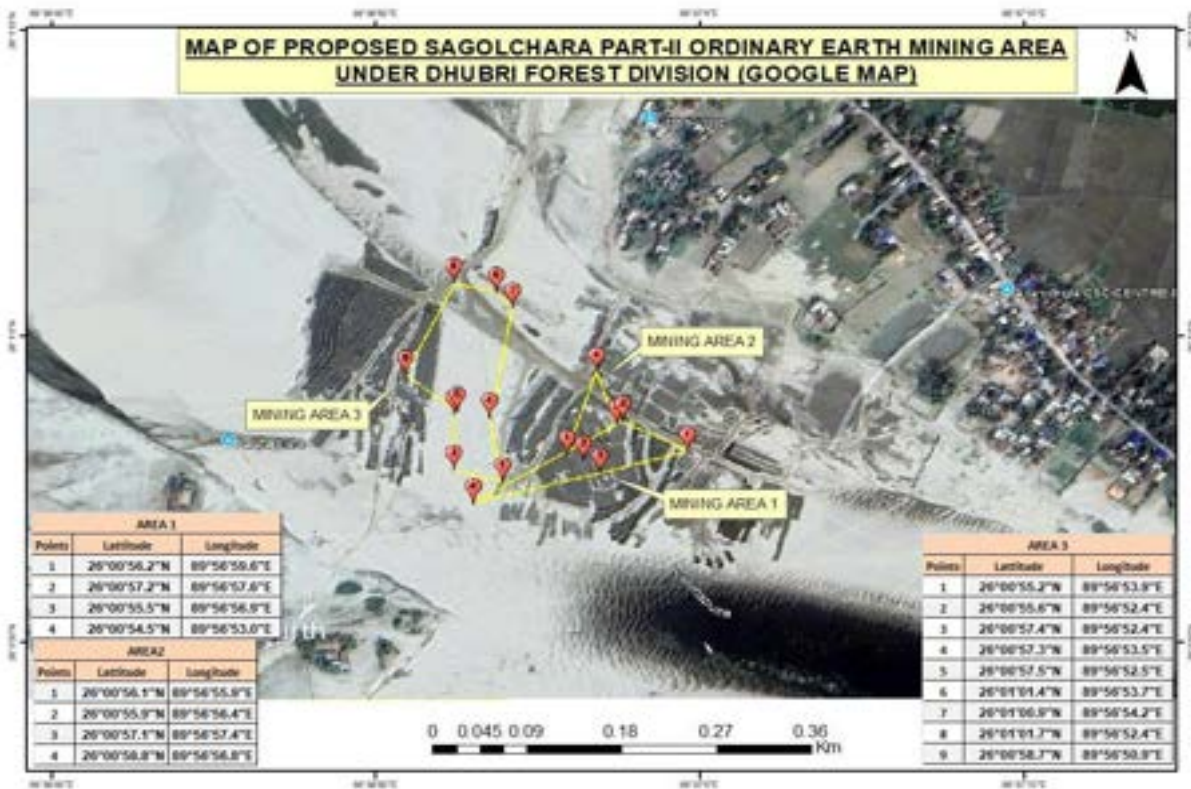 MAP OF PROPOSED SAGOLCHARA PART-II ORDINARY EARTH MINING AREA
UNDER DHUBRI FOREST DIVISION (GOOGLE MAP)
N
MINING AREA 2
MINING AREA 3
MINING AREA 1
AREA 1
Points Lattitude Longitude
1 26°00'56.2"N 89°56'59.6"E
2 26°00'57.2"N 89°56'57.6"E
3 26°00'55.5"N 89°56'56.9"E
4 26°00'54.5"N 89°56'53.0"E
AREA2
Points Lattitude Longitude
1 26°00'56.1"N 89°56'55.9"E
2 26°00'55.9"N 89°56'56.4"E
3 26°00'57.1"N 89°56'57.4"E
4 26°00'58.8"N 89°56'56.8"E
AREA 3
Points Lattitude Longitude
1 26°00'55.2"N 89°56'53.9"E
2 26°00'55.6"N 89°56'52.4"E
3 26°00'57.4"N 89°56'52.4"E
4 26°00'57.3"N 89°56'53.5"E
5 26°00'57.5"N 89°56'52.5"E
6 26°01'01.4"N 89°56'53.7"E
7 26°01'00.9"N 89°56'54.2"E
8 26°01'01.7"N 89°56'52.4"E
9 26°00'58.7"N 89°56'50.9"E
0 0.045 0.09 0.18 0.27 0.36
Km